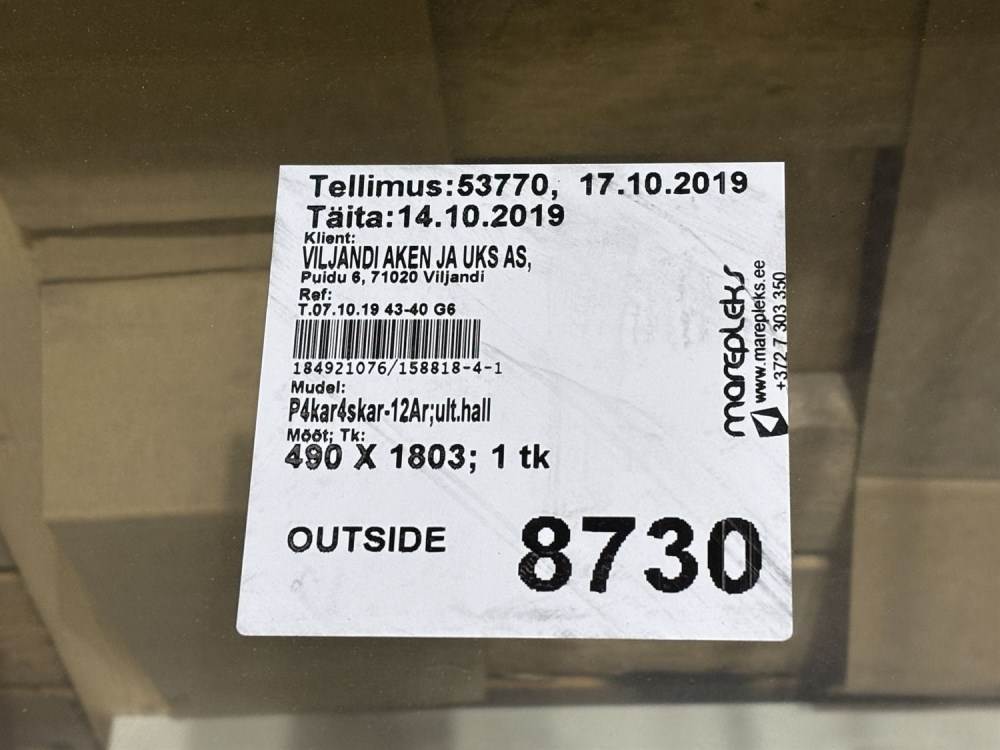 Tellimus:53770, 17.10.2019
Täita:14.10.2019
Klient:
VILJANDI AKEN JA UKS AS,
Puidu 6, 71020 Viljandi
Ref:
T.07.10.19 43-40 G6
184921076/158818-4-1
Mudel:
P4kar4skar-12Ar;ult.hall
Mõõt; Tk:
490 X 1803; 1 tk
OUTSIDE
8730
marepleks
www.marepleks.ee
+372 7 303 350